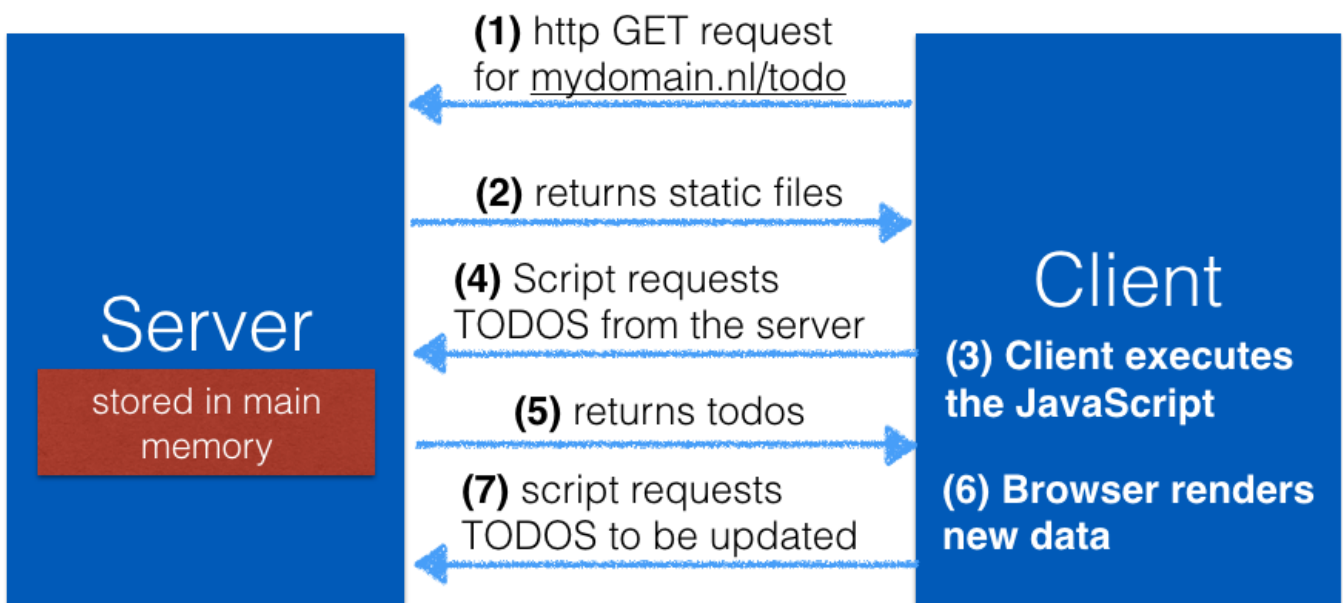 (1) http GET request
for mydomain.nl/todo
(2) returns static files
(4) Script requests
TODOS from the server
(5) returns todos
(7) script requests
TODOS to be updated
Server
stored in main
memory
Client
(3) Client executes
the JavaScript
(6) Browser renders
new data